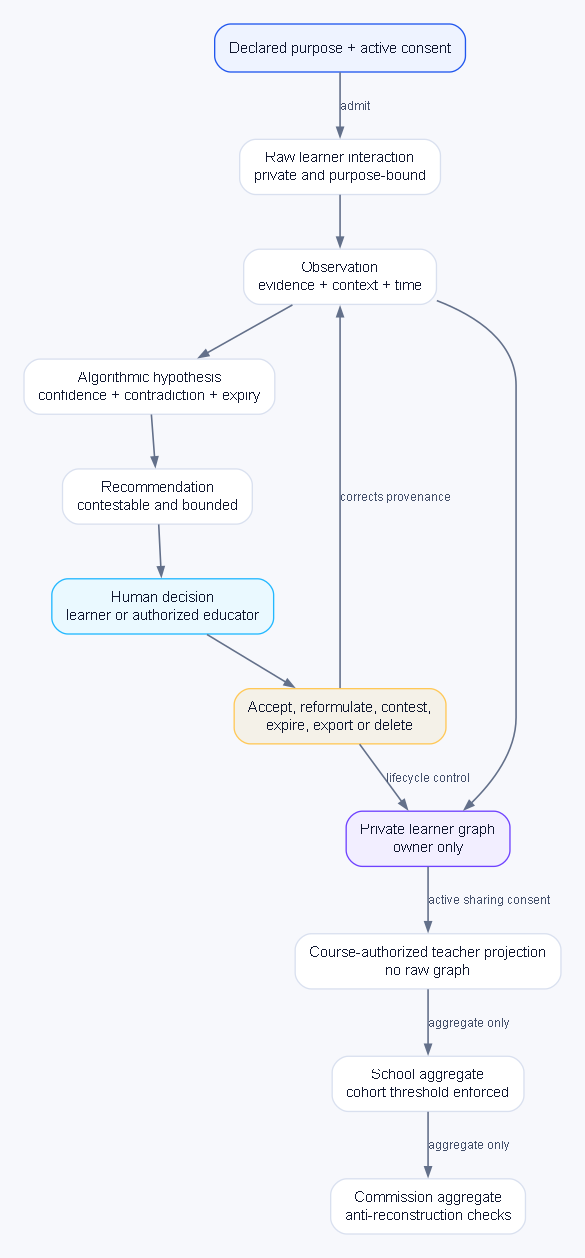 Declared purpose + active consent
admit
Raw learner interaction
private and purpose-bound
Observation
evidence + context + time
Algorithmic hypothesis
confidence + contradiction + expiry
Recommendation
contestable and bounded
corrects provenance
Human decision
learner or authorized educator
Accept, reformulate, contest,
expire, export or delete
lifecycle control
Private learner graph
owner only
active sharing consent
Course-authorized teacher projection
no raw graph
aggregate only
School aggregate
cohort threshold enforced
aggregate only
Commission aggregate
anti-reconstruction checks